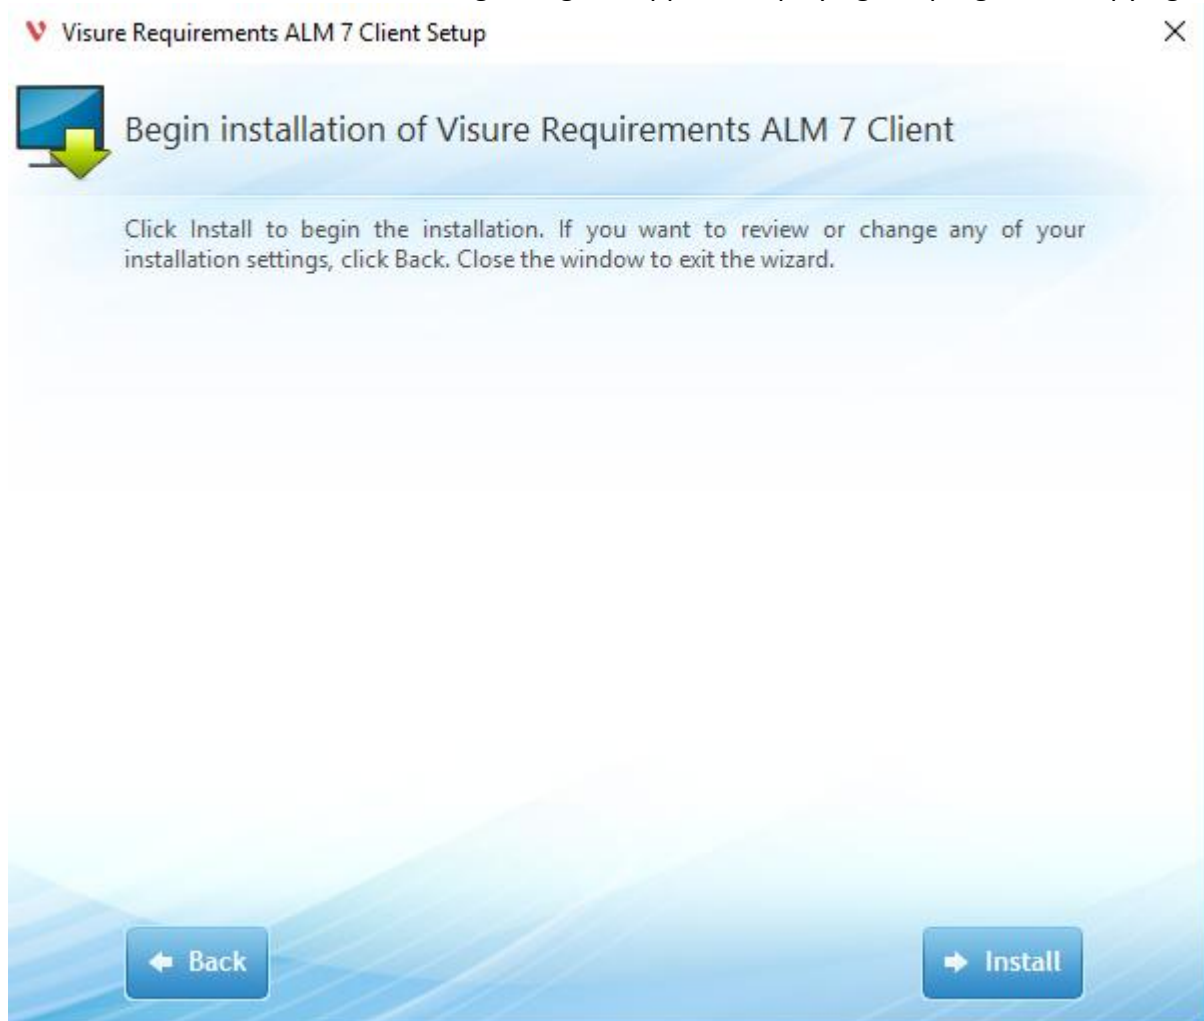 Visure Requirements ALM 7 Client Setup
Begin installation of Visure Requirements ALM 7 Client
Click Install to begin the installation. If you want to review or change any of your
installation settings, click Back. Close the window to exit the wizard.
Back
Install